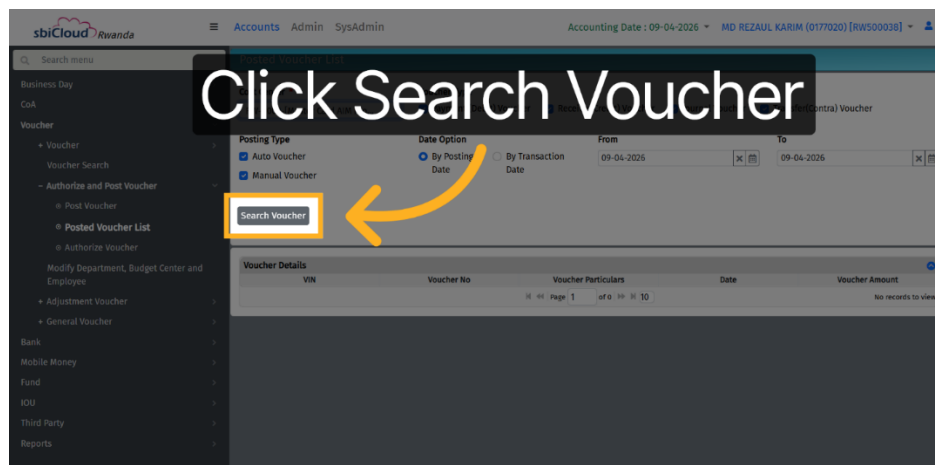 sbiCloud Rwanda
Accounts Admin SysAdmin
Accounting Date : 09-04-2026
MD REZAUL KARIM (0177020) [RW500038]
Search menu
Posted Voucher List
Click Search Voucher
Business Day
CoA
Voucher
+ Voucher
Voucher Search
– Authorize and Post Voucher
Post Voucher
Posted Voucher List
Authorize Voucher
Modify Department, Budget Center and
Employee
+ Adjustment Voucher
+ General Voucher
Bank
Mobile Money
Fund
IOU
Third Party
Reports
(Contra) Voucher
Posting Type
Auto Voucher
Manual Voucher
Date Option
By Posting
Date
By Transaction
Date
From
09-04-2026
To
09-04-2026
Search Voucher
Voucher Details
VIN Voucher No Voucher Particulars Date Voucher Amount
Page 1 of 0 10
No records to view